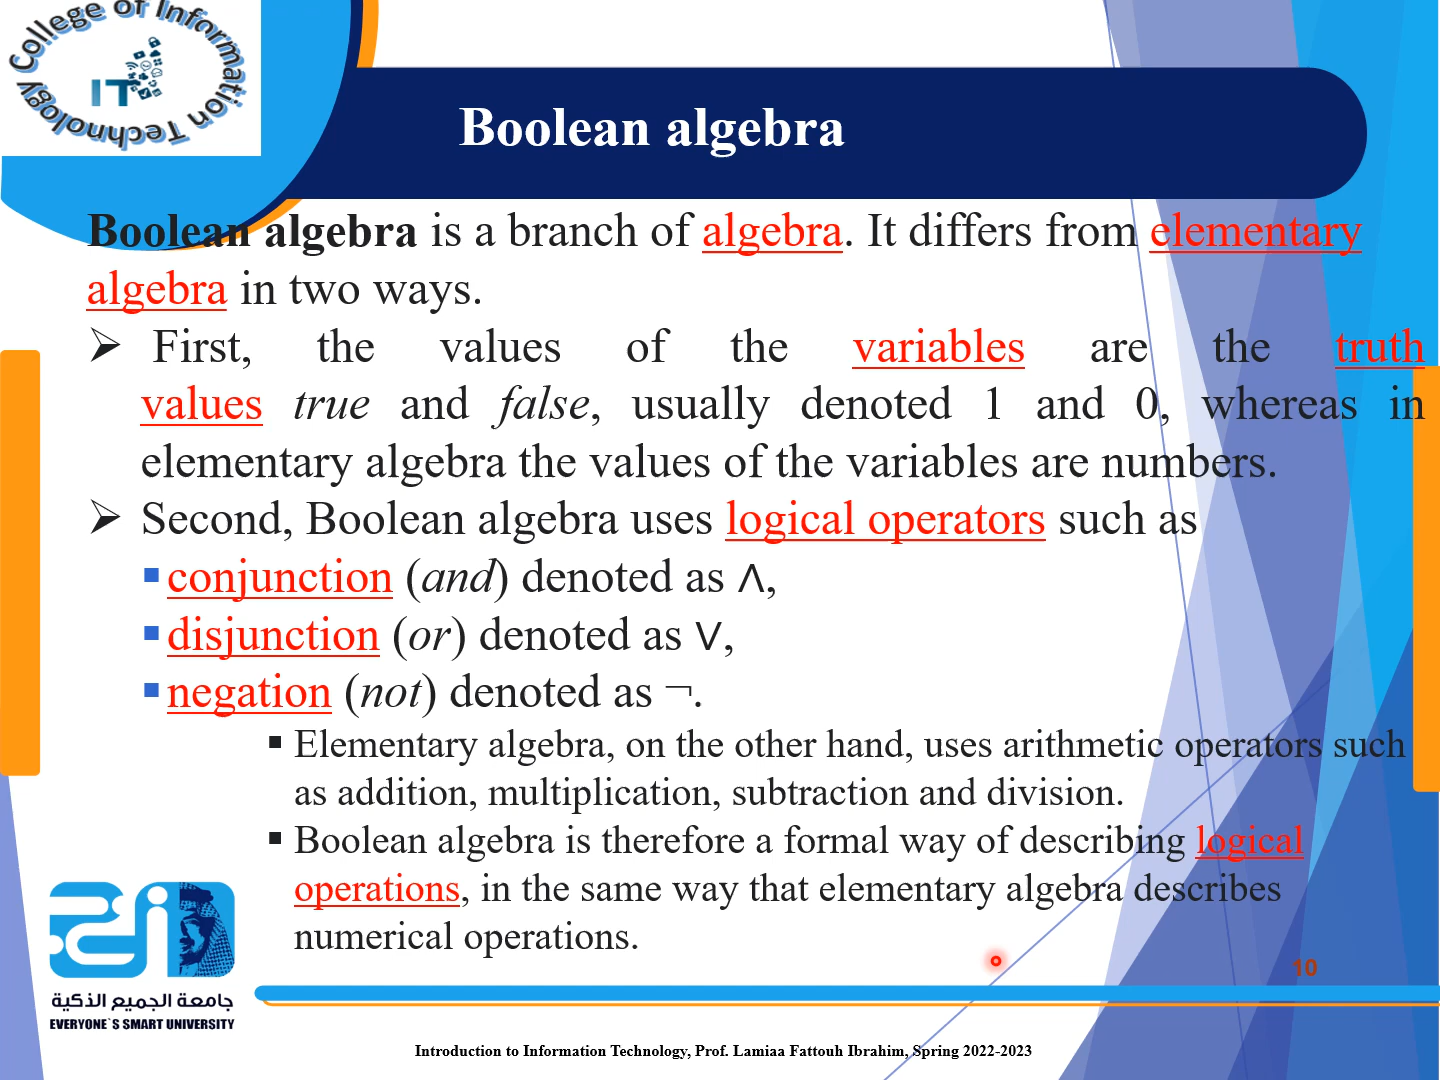 College of Information Technology
IT
Boolean algebra
Boolean algebra is a branch of algebra. It differs from elementary
algebra in two ways.
➢ First, the values of the variables are the truth
values true and false, usually denoted 1 and 0, whereas in
elementary algebra the values of the variables are numbers.
➢ Second, Boolean algebra uses logical operators such as
▪ conjunction (and) denoted as ∧,
▪ disjunction (or) denoted as ∨,
▪ negation (not) denoted as ¬.
▪ Elementary algebra, on the other hand, uses arithmetic operators such
as addition, multiplication, subtraction and division.
▪ Boolean algebra is therefore a formal way of describing logical
operations, in the same way that elementary algebra describes
numerical operations.
10
جامعة الجميع الذكية
EVERYONE`S SMART UNIVERSITY
Introduction to Information Technology, Prof. Lamiaa Fattouh Ibrahim, Spring 2022-2023